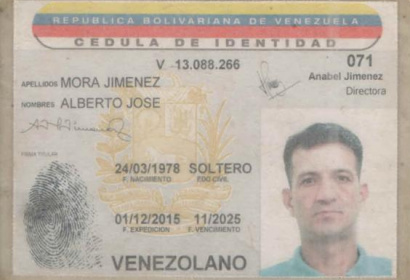 REPUBLICA BOLIVARIANA DE VENEZUELA
CEDULA DE IDENTIDAD
V 13.088.266
071
Anabel Jimenez
Directora
APELLIDOS MORA JIMENEZ
NOMBRES ALBERTO JOSE
FIRMA TITULAR
24/03/1978 SOLTERO
F. NACIMIENTO EDO CIVIL
01/12/2015 11/2025
F. EXPEDICION F. VENCIMIENTO
VENEZOLANO